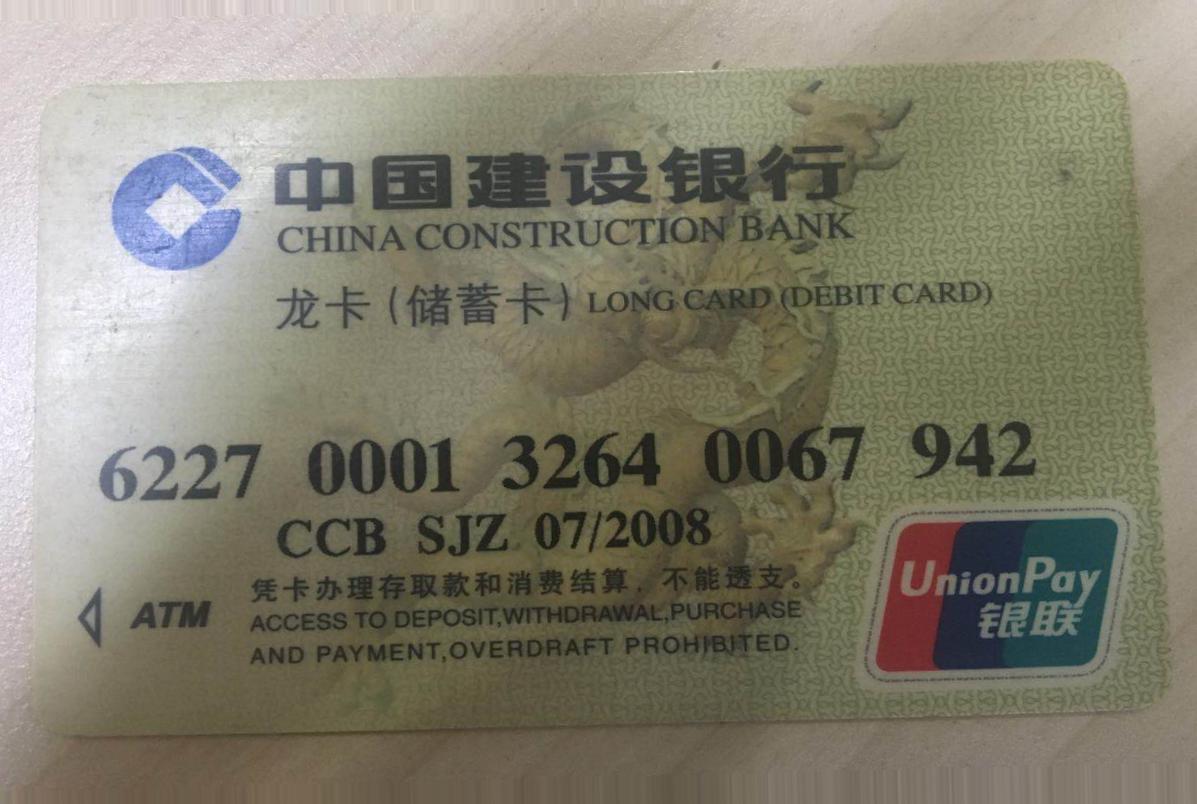 中国建设银行
CHINA CONSTRUCTION BANK
龙卡(储蓄卡) LONG CARD (DEBIT CARD)
6227 0001 3264 0067 942
CCB SJZ 07/2008
凭卡办理存取款和消费结算，不能透支。
ATM
ACCESS TO DEPOSIT,WITHDRAWAL,PURCHASE
AND PAYMENT,OVERDRAFT PROHIBITED.
UnionPay
银联